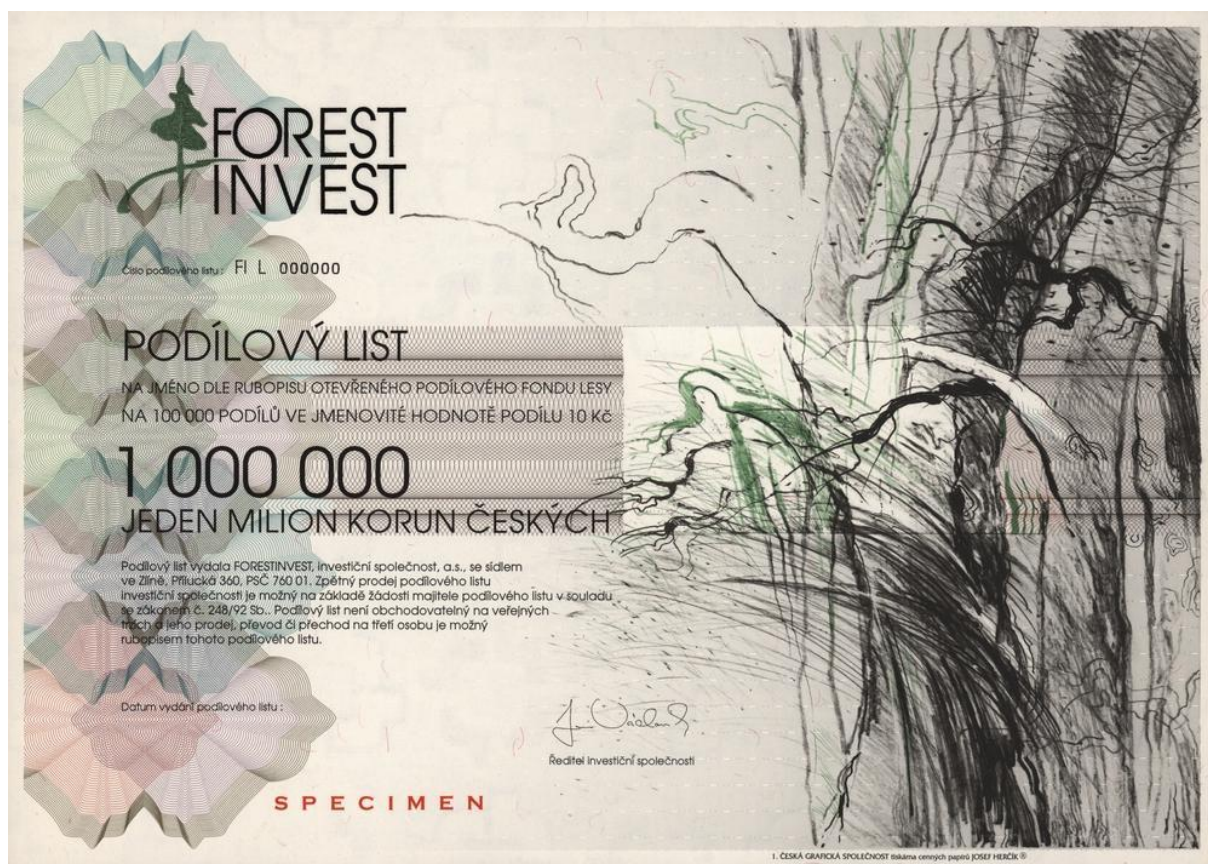 FOREST
INVEST
Číslo podílového listu : FI L 000000
PODÍLOVÝ LIST
NA JMÉNO DLE RUBOPISU OTEVŘENÉHO PODÍLOVÉHO FONDU LESY
NA 100 000 PODÍLŮ VE JMENOVITÉ HODNOTĚ PODÍLU 10 Kč
1 000 000
JEDEN MILION KORUN ČESKÝCH
Podílový list vydala FORESTINVEST, investiční společnost, a.s., se sídlem
ve Zlíně, Přílucká 360, PSČ 760 01. Zpětný prodej podílového listu
investiční společnosti je možný na základě žádosti majitele podílového listu v souladu
se zákonem č. 248/92 Sb.. Podílový list není obchodovatelný na veřejných
trzích a jeho prodej, převod či přechod na třetí osobu je možný
rubopisem tohoto podílového listu.
Datum vydání podílového listu :
Ředitel investiční společnosti
SPECIMEN
1. ČESKÁ GRAFICKÁ SPOLEČNOST tiskárna cenných papírů JOSEF HERČÍK ®